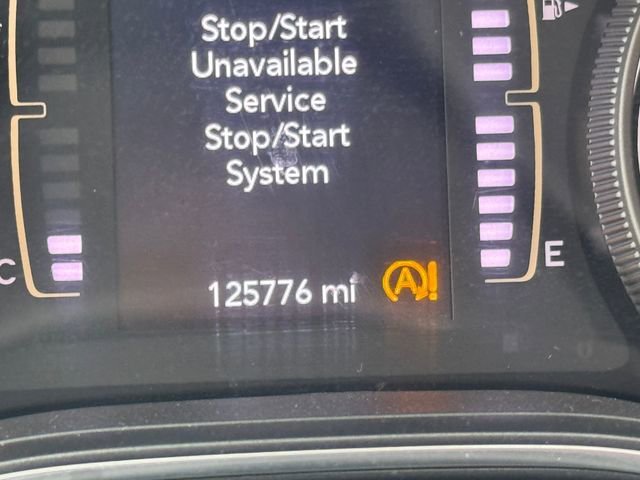 Stop/Start
Unavailable
Service
Stop/Start
System
C
E
125776 mi
A!